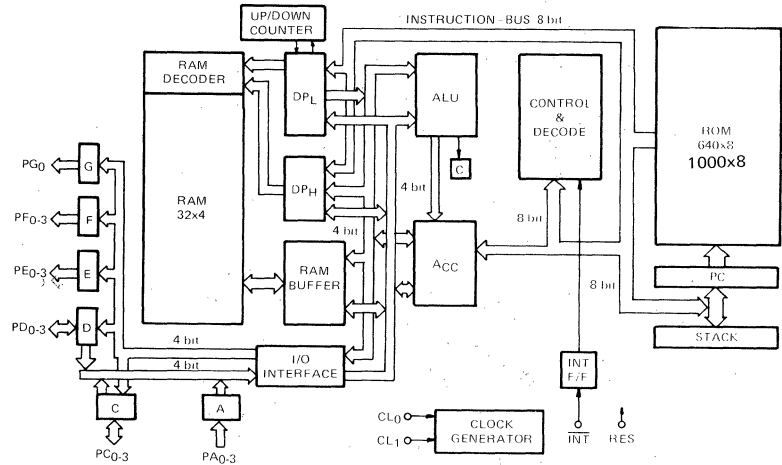 UP/DOWN
COUNTER
INSTRUCTION-BUS 8 bit
RAM
DECODER
DPL
ALU
CONTROL
&
DECODE
ROM
640x8
1000x8
C
PG0
G
RAM
32x4
DPH
4 bit
PF0-3
F
4 bit
8 bit
PE0-3
E
RAM
BUFFER
ACC
8 bit
PC
PD0-3
D
STACK
4 bit
4 bit
I/O
INTERFACE
INT
F/F
C
A
CL0
CL1
CLOCK
GENERATOR
INT
RES
PC0-3
PA0-3